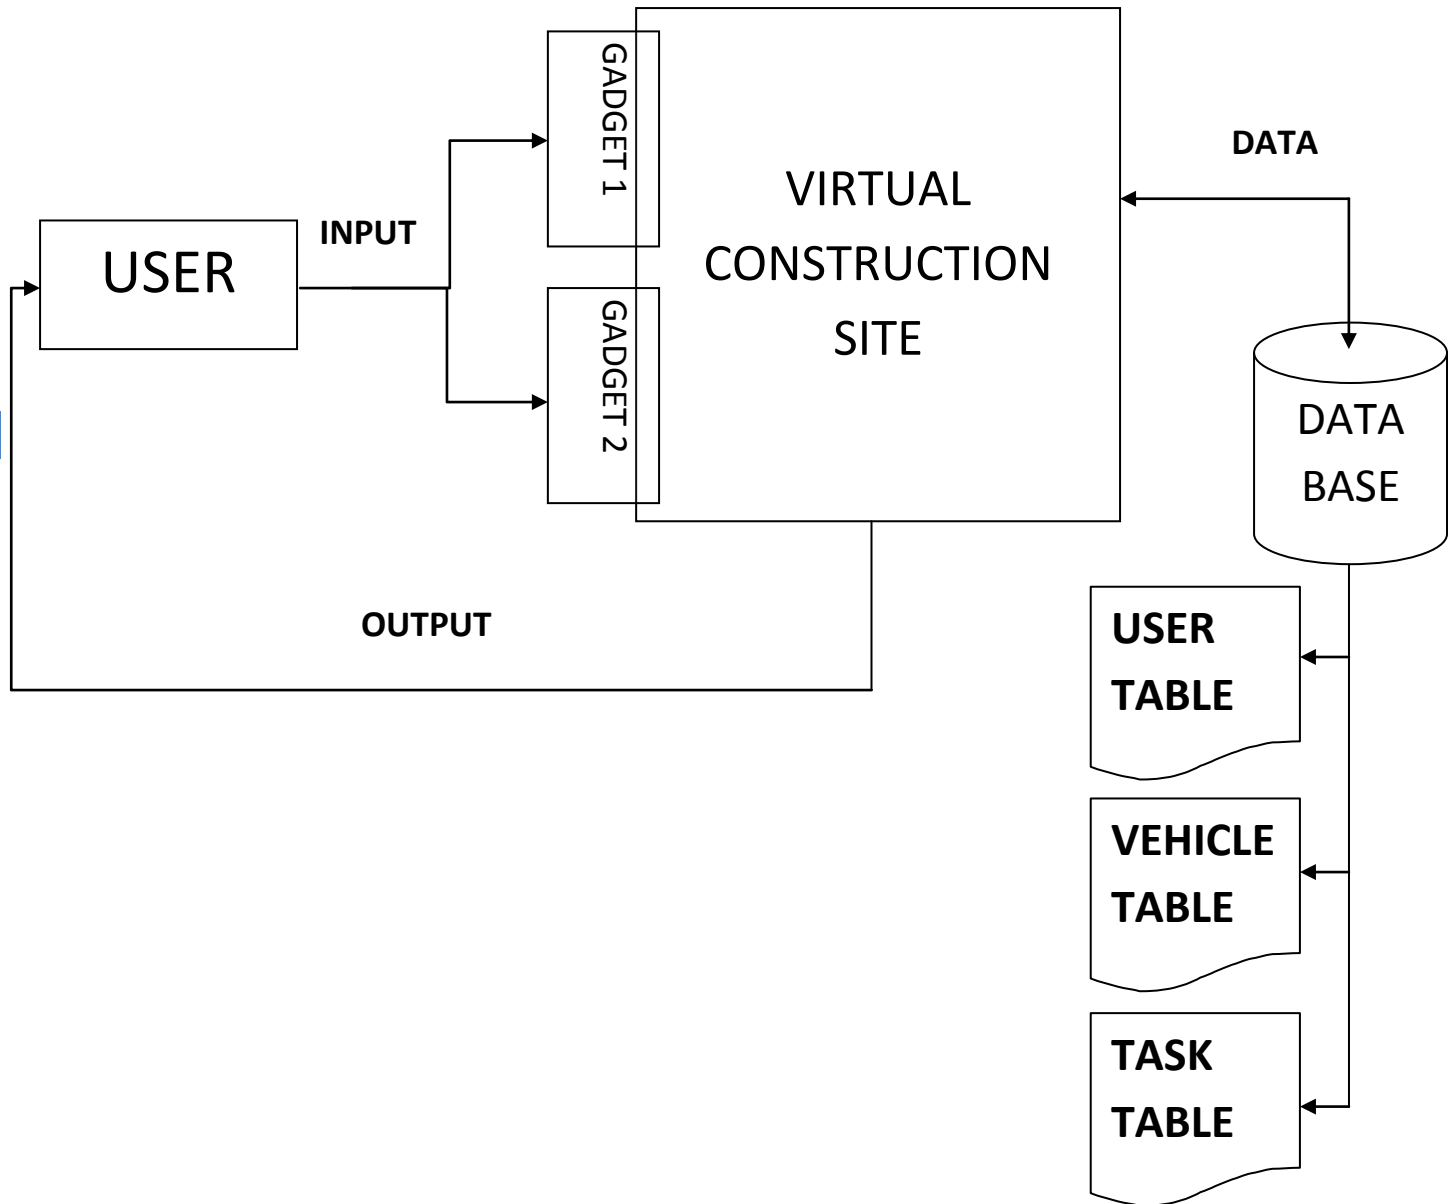 USER
INPUT
GADGET 1
GADGET 2
VIRTUAL
CONSTRUCTION
SITE
DATA
DATA
BASE
OUTPUT
USER
TABLE
VEHICLE
TABLE
TASK
TABLE